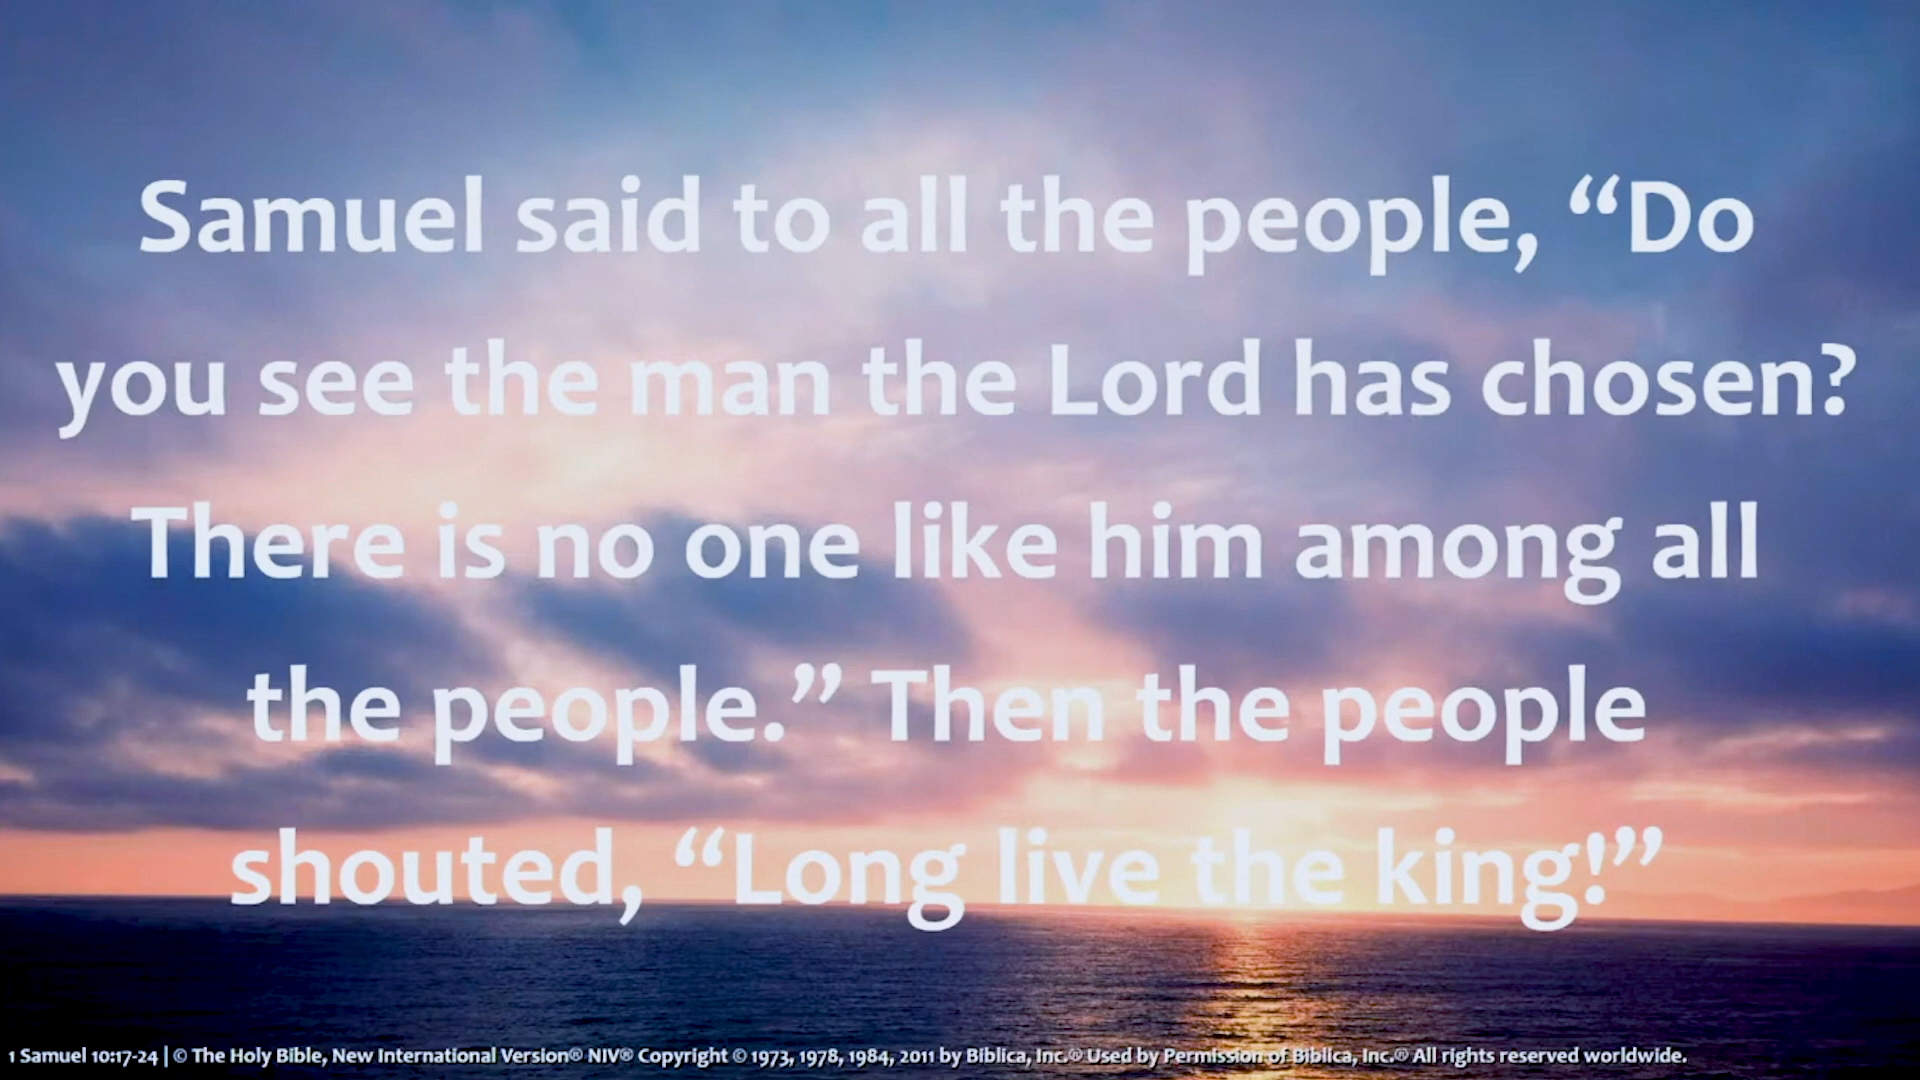 Samuel said to all the people, “Do
you see the man the Lord has chosen?
There is no one like him among all
the people.” Then the people
shouted, “Long live the king!”
1 Samuel 10:17-24 | © The Holy Bible, New International Version® NIV® Copyright © 1973, 1978, 1984, 2011 by Biblica, Inc.® Used by Permission of Biblica, Inc.® All rights reserved worldwide.